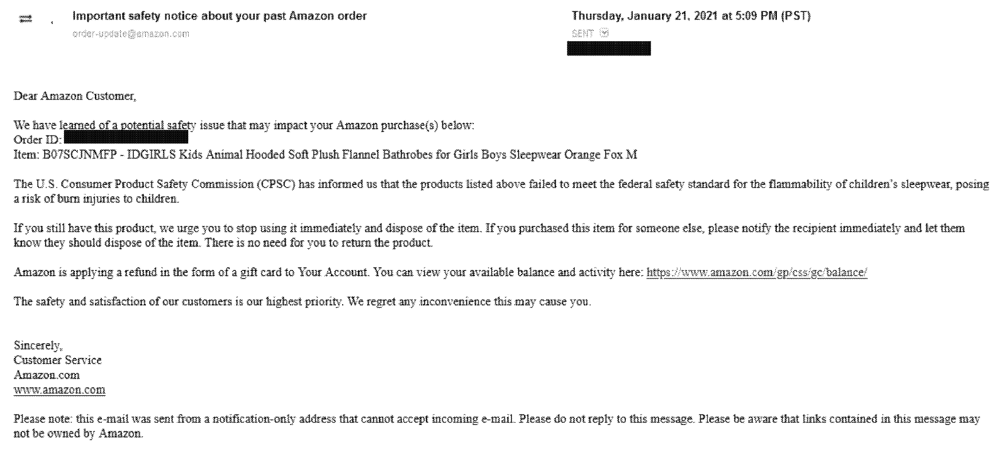 Important safety notice about your past Amazon order
Thursday, January 21, 2021 at 5:09 PM (PST)
order-update@amazon.com
SENT
Dear Amazon Customer,
We have learned of a potential safety issue that may impact your Amazon purchase(s) below:
Order ID:
Item: B07SCJNMFP - IDGIRLS Kids Animal Hooded Soft Plush Flannel Bathrobes for Girls Boys Sleepwear Orange Fox M
The U.S. Consumer Product Safety Commission (CPSC) has informed us that the products listed above failed to meet the federal safety standard for the flammability of children's sleepwear, posing
a risk of burn injuries to children.
If you still have this product, we urge you to stop using it immediately and dispose of the item. If you purchased this item for someone else, please notify the recipient immediately and let them
know they should dispose of the item. There is no need for you to return the product.
Amazon is applying a refund in the form of a gift card to Your Account. You can view your available balance and activity here: https://www.amazon.com/gp/css/gc/balance/
The safety and satisfaction of our customers is our highest priority. We regret any inconvenience this may cause you.
Sincerely,
Customer Service
Amazon.com
www.amazon.com
Please note: this e-mail was sent from a notification-only address that cannot accept incoming e-mail. Please do not reply to this message. Please be aware that links contained in this message may
not be owned by Amazon.